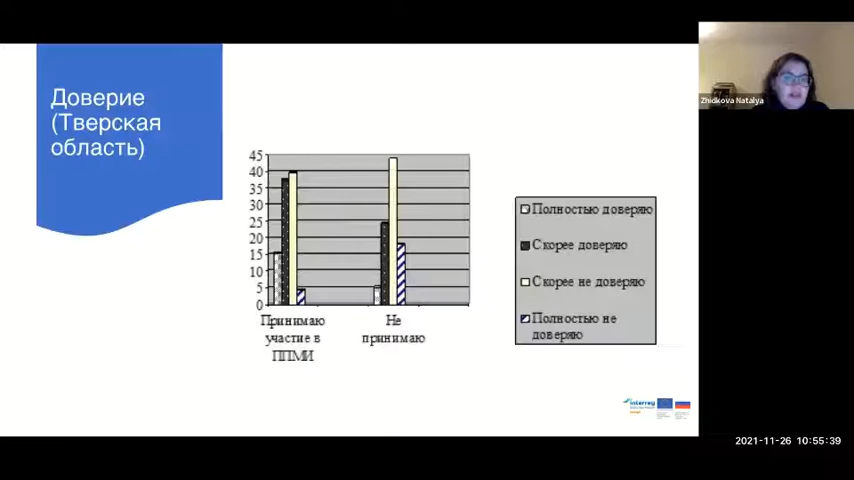 Доверие
(Тверская
область)
45
40
35
30
25
20
15
10
5
0
Принимаю
участие в
ППМИ
Не
принимаю
Полностью доверяю
Скорее доверяю
Скорее не доверяю
Полностью не
доверяю
interreg
Zhidkova Natalya
2021-11-26 10:55:39